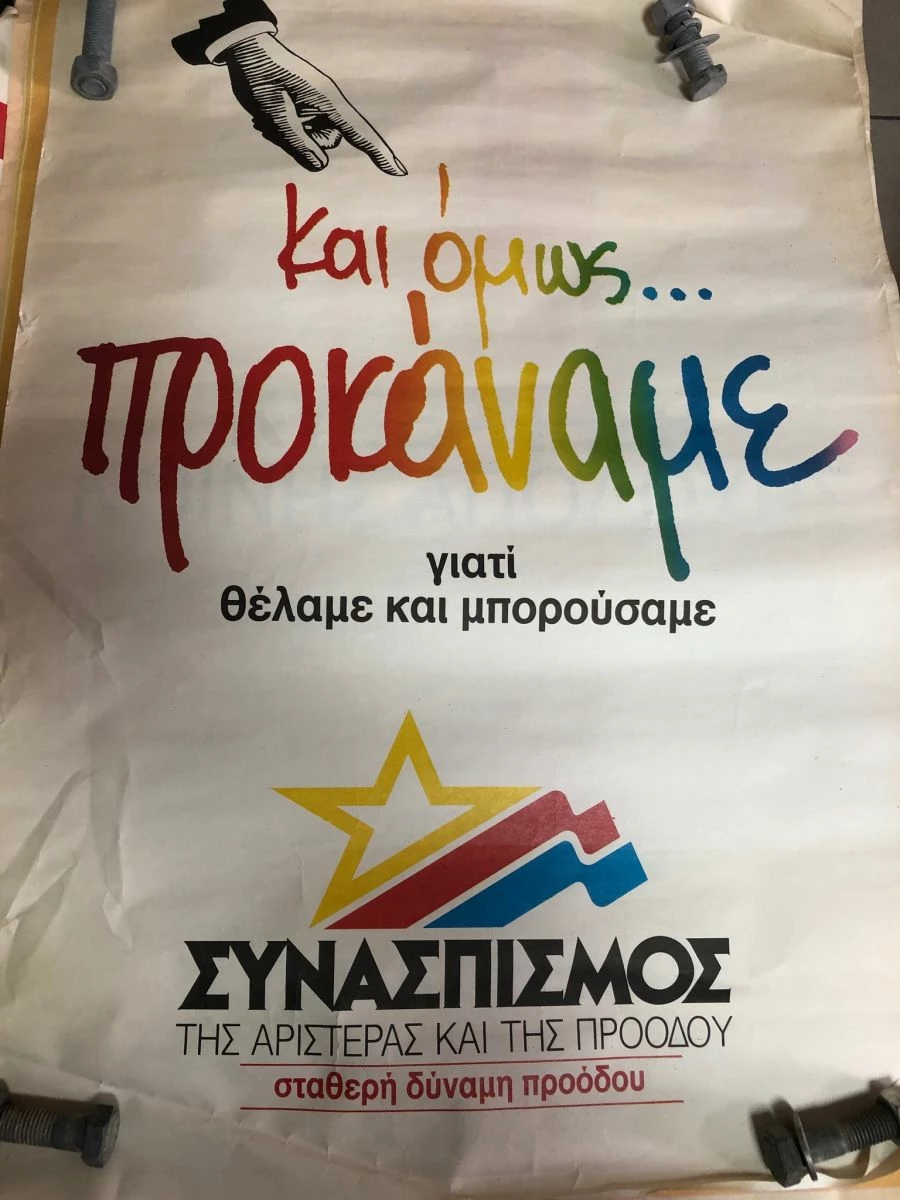 και όμως...
προκάναμε
γιατί
θέλαμε και μπορούσαμε
ΣΥΝΑΣΠΙΣΜΟΣ
ΤΗΣ ΑΡΙΣΤΕΡΑΣ ΚΑΙ ΤΗΣ ΠΡΟΟΔΟΥ
σταθερή δύναμη προόδου